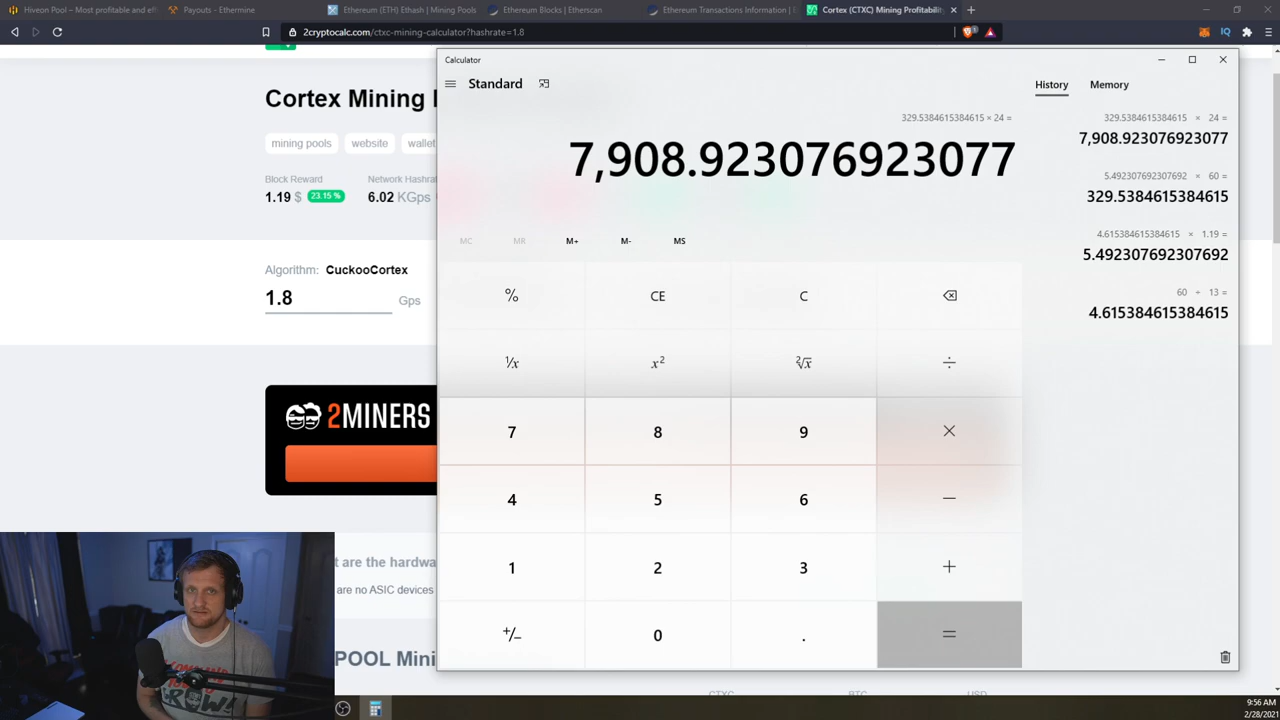 Hiveon Pool – Most profitable and ef
Payouts - Ethermine
Ethereum (ETH) Ethash | Mining Pools
Ethereum Blocks | Etherscan
Ethereum Transactions Information |
Cortex (CTXC) Mining Profitabilit
2cryptocalc.com/ctxc-mining-calculator?hashrate=1.8
Calculator
Standard
History
Memory
329.5384615384615 × 24 =
7,908.923076923077
329.5384615384615 × 24 =
7,908.923076923077
5.492307692307692 × 60 =
329.5384615384615
4.615384615384615 × 1.19 =
5.492307692307692
60 ÷ 13 =
4.615384615384615
MC MR M+ M- MS
% CE C
⅟x x² ²√x ÷
7 8 9 ×
4 5 6 −
1 2 3 +
+/− 0 . =
Cortex Mining
mining pools website wallet
Block Reward
Network Hashra
1.19 $ 23.15 %
6.02 KGps
Algorithm: CuckooCortex
1.8 Gps
2MINERS
t are the hardwa
are no ASIC devices
POOL Mini
CTXC BTC USD
9:56 AM
2/28/2021